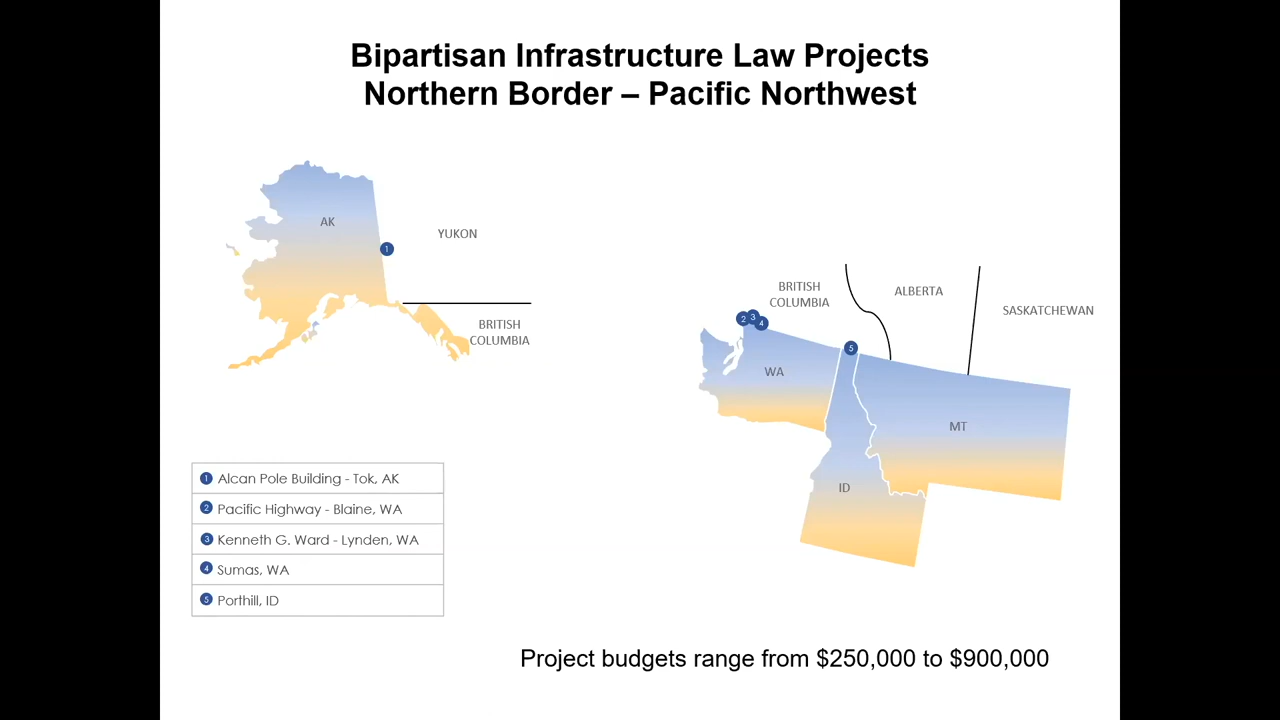 Bipartisan Infrastructure Law Projects
Northern Border – Pacific Northwest
AK
YUKON
1
BRITISH
COLUMBIA
BRITISH
COLUMBIA
ALBERTA
SASKATCHEWAN
2
3
4
5
WA
MT
ID
1 Alcan Pole Building - Tok, AK
2 Pacific Highway - Blaine, WA
3 Kenneth G. Ward - Lynden, WA
4 Sumas, WA
5 Porthill, ID
Project budgets range from $250,000 to $900,000